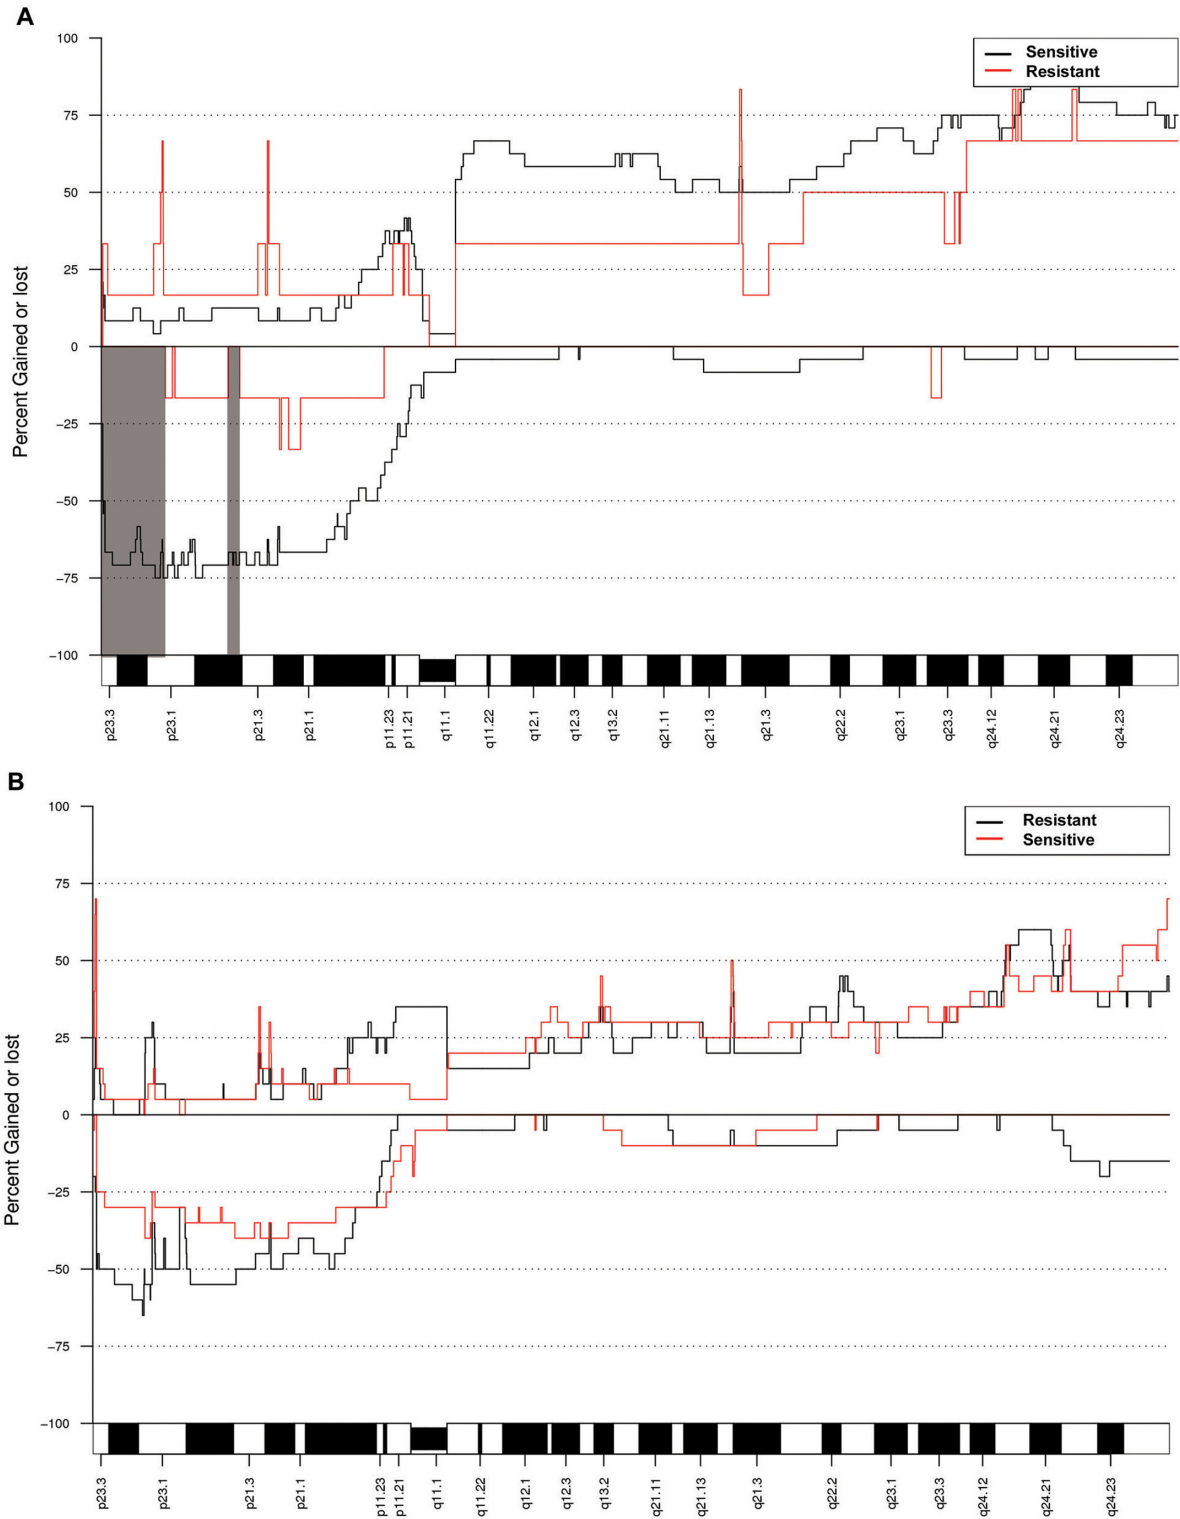 A
100
75
50
25
0
−25
−50
−75
−100
Percent Gained or lost
Sensitive
Resistant
p23.3
p23.1
p21.3
p21.1
p11.23
p11.21
q11.1
q11.22
q12.1
q12.3
q13.2
q21.11
q21.13
q21.3
q22.2
q23.1
q23.3
q24.12
q24.21
q24.23
B
100
75
50
25
0
−25
−50
−75
−100
Percent Gained or lost
Resistant
Sensitive
p23.3
p23.1
p21.3
p21.1
p11.23
p11.21
q11.1
q11.22
q12.1
q12.3
q13.2
q21.11
q21.13
q21.3
q22.2
q23.1
q23.3
q24.12
q24.21
q24.23